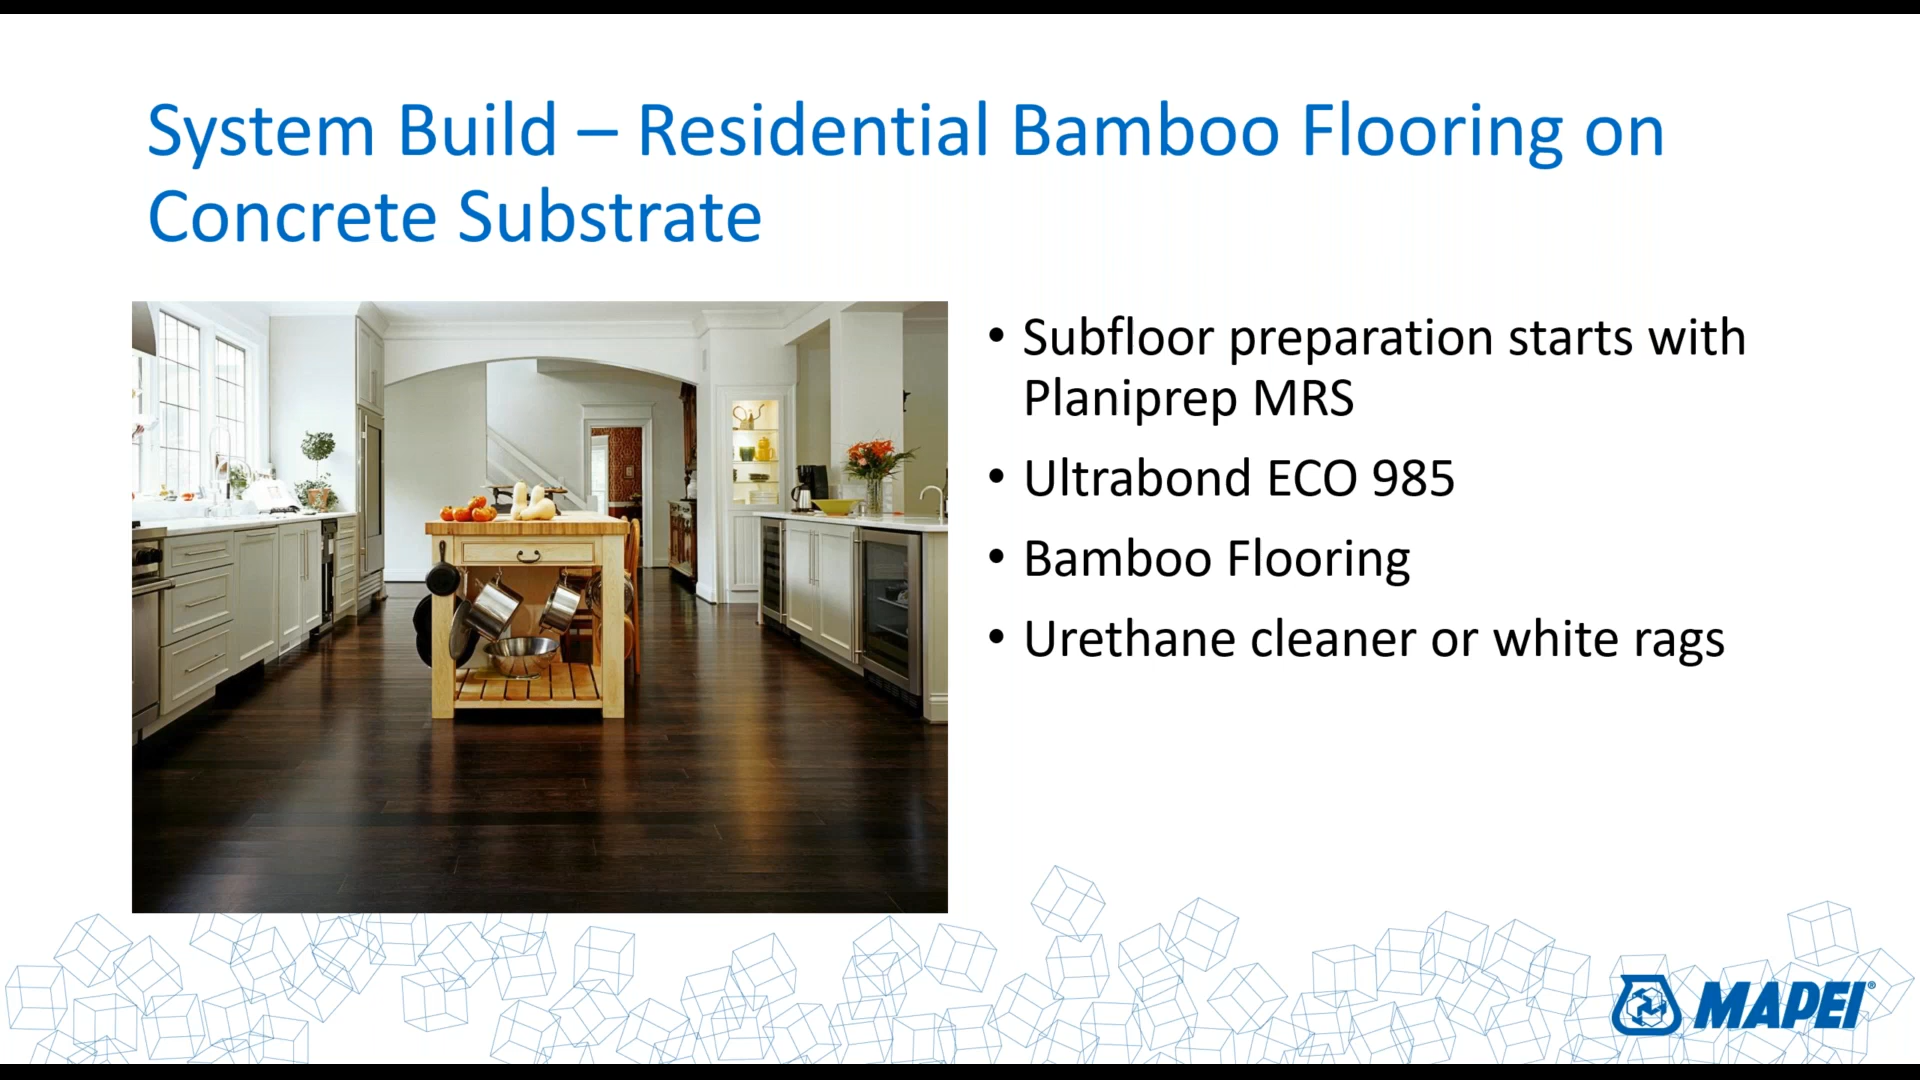 System Build – Residential Bamboo Flooring on
Concrete Substrate
• Subfloor preparation starts with
Planiprep MRS
• Ultrabond ECO 985
• Bamboo Flooring
• Urethane cleaner or white rags
MAPEI®